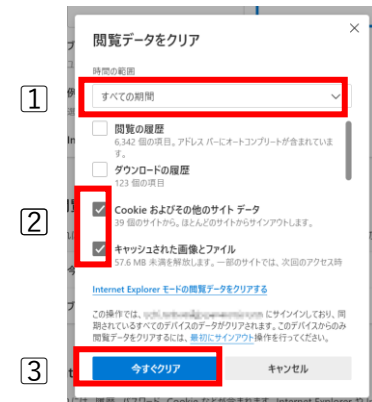 閲覧データをクリア
時間の範囲
1
すべての期間
閲覧の履歴
6,342 個の項目。アドレス バーにオートコンプリートが含まれていま
す。
ダウンロードの履歴
123 個の項目
2
Cookie およびその他のサイト データ
39 個のサイトから。ほとんどのサイトからサインアウトします。
キャッシュされた画像とファイル
57.6 MB 未満を解放します。一部のサイトでは、次回のアクセス時
Internet Explorer モードの閲覧データをクリアする
この操作では、 にサインインしており、同
期されているすべてのデバイスのデータがクリアされます。このデバイスからのみ
閲覧データをクリアするには、最初にサインアウト操作を行ってください。
3
今すぐクリア
キャンセル